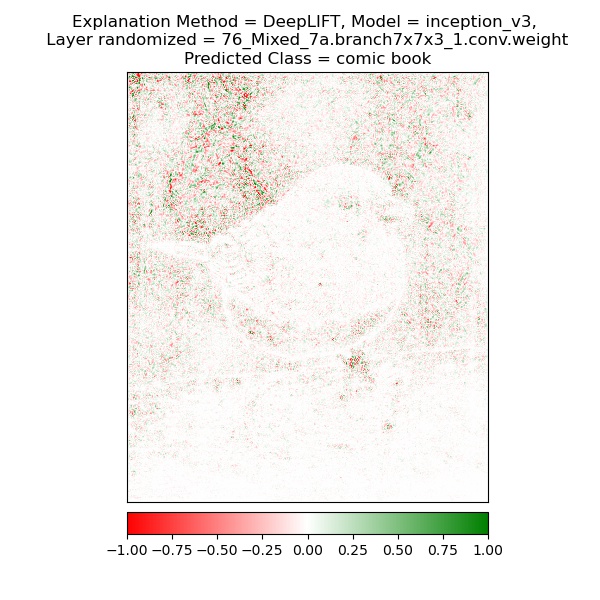 Explanation Method = DeepLIFT, Model = inception_v3,
Layer randomized = 76_Mixed_7a.branch7x7x3_1.conv.weight
Predicted Class = comic book
−1.00 −0.75 −0.50 −0.25 0.00 0.25 0.50 0.75 1.00